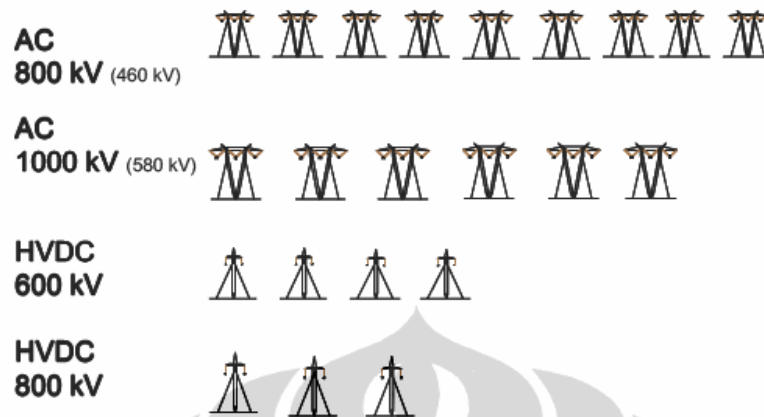 AC
800 kV (460 kV)
AC
1000 kV (580 kV)
HVDC
600 kV
HVDC
800 kV